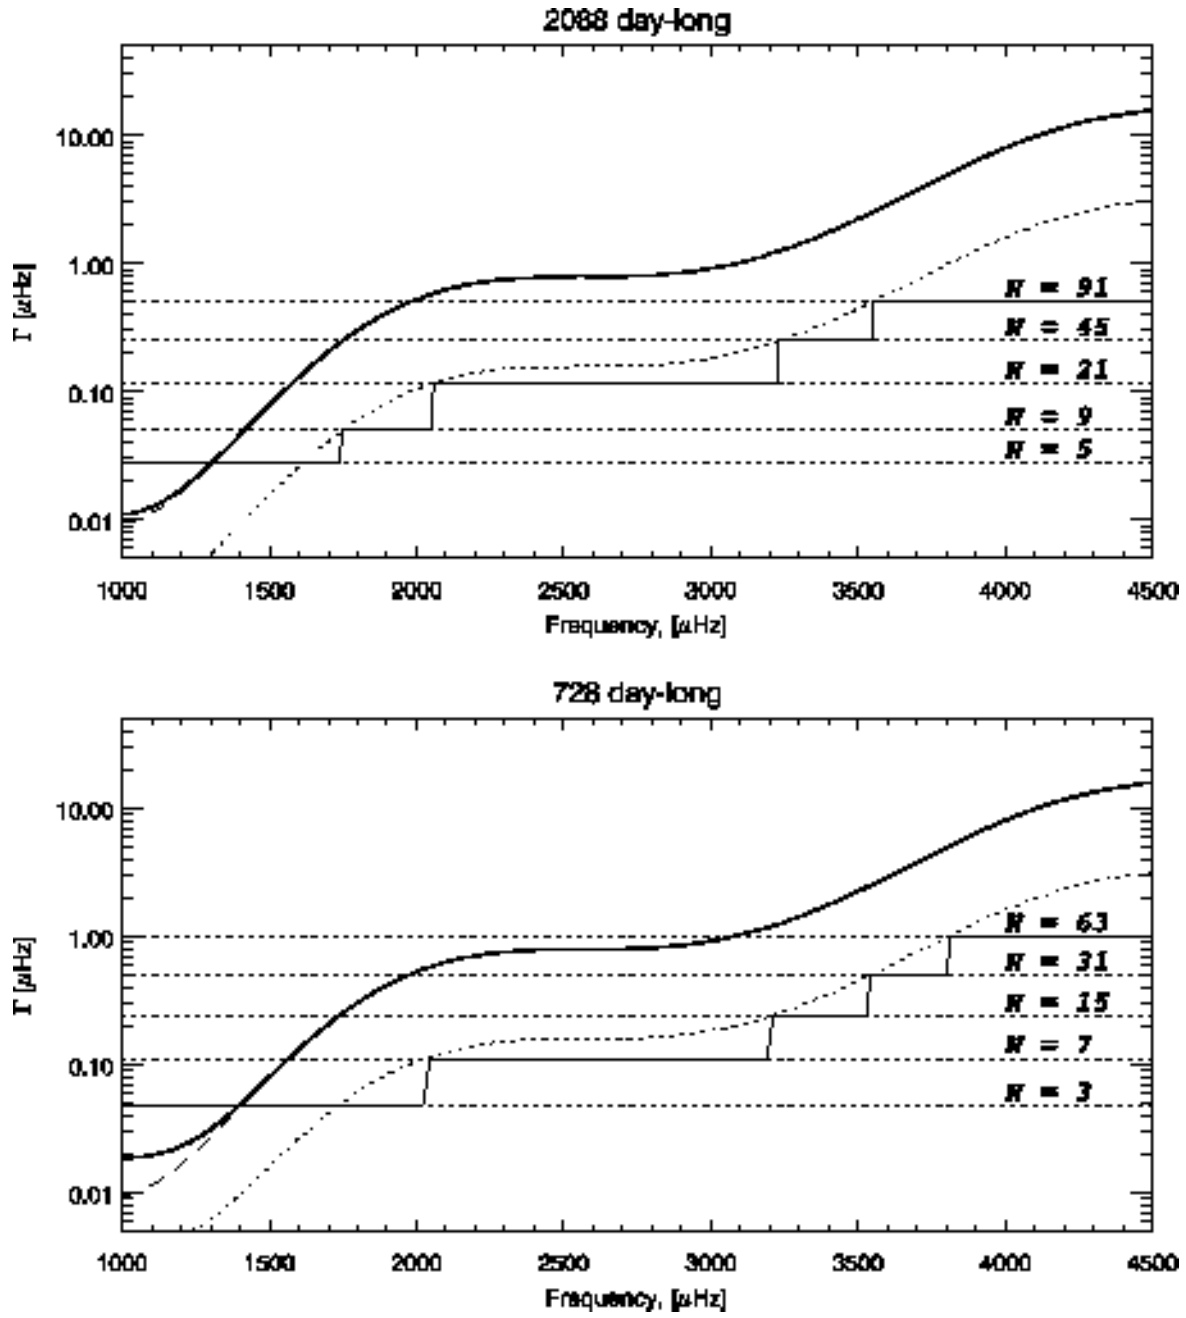 2088 day-long
10.00
1.00
0.10
0.01
Γ [μHz]
N = 91
N = 45
N = 21
N = 9
N = 5
1000 1500 2000 2500 3000 3500 4000 4500
Frequency, [μHz]
728 day-long
10.00
1.00
0.10
0.01
Γ [μHz]
N = 63
N = 31
N = 15
N = 7
N = 3
1000 1500 2000 2500 3000 3500 4000 4500
Frequency, [μHz]